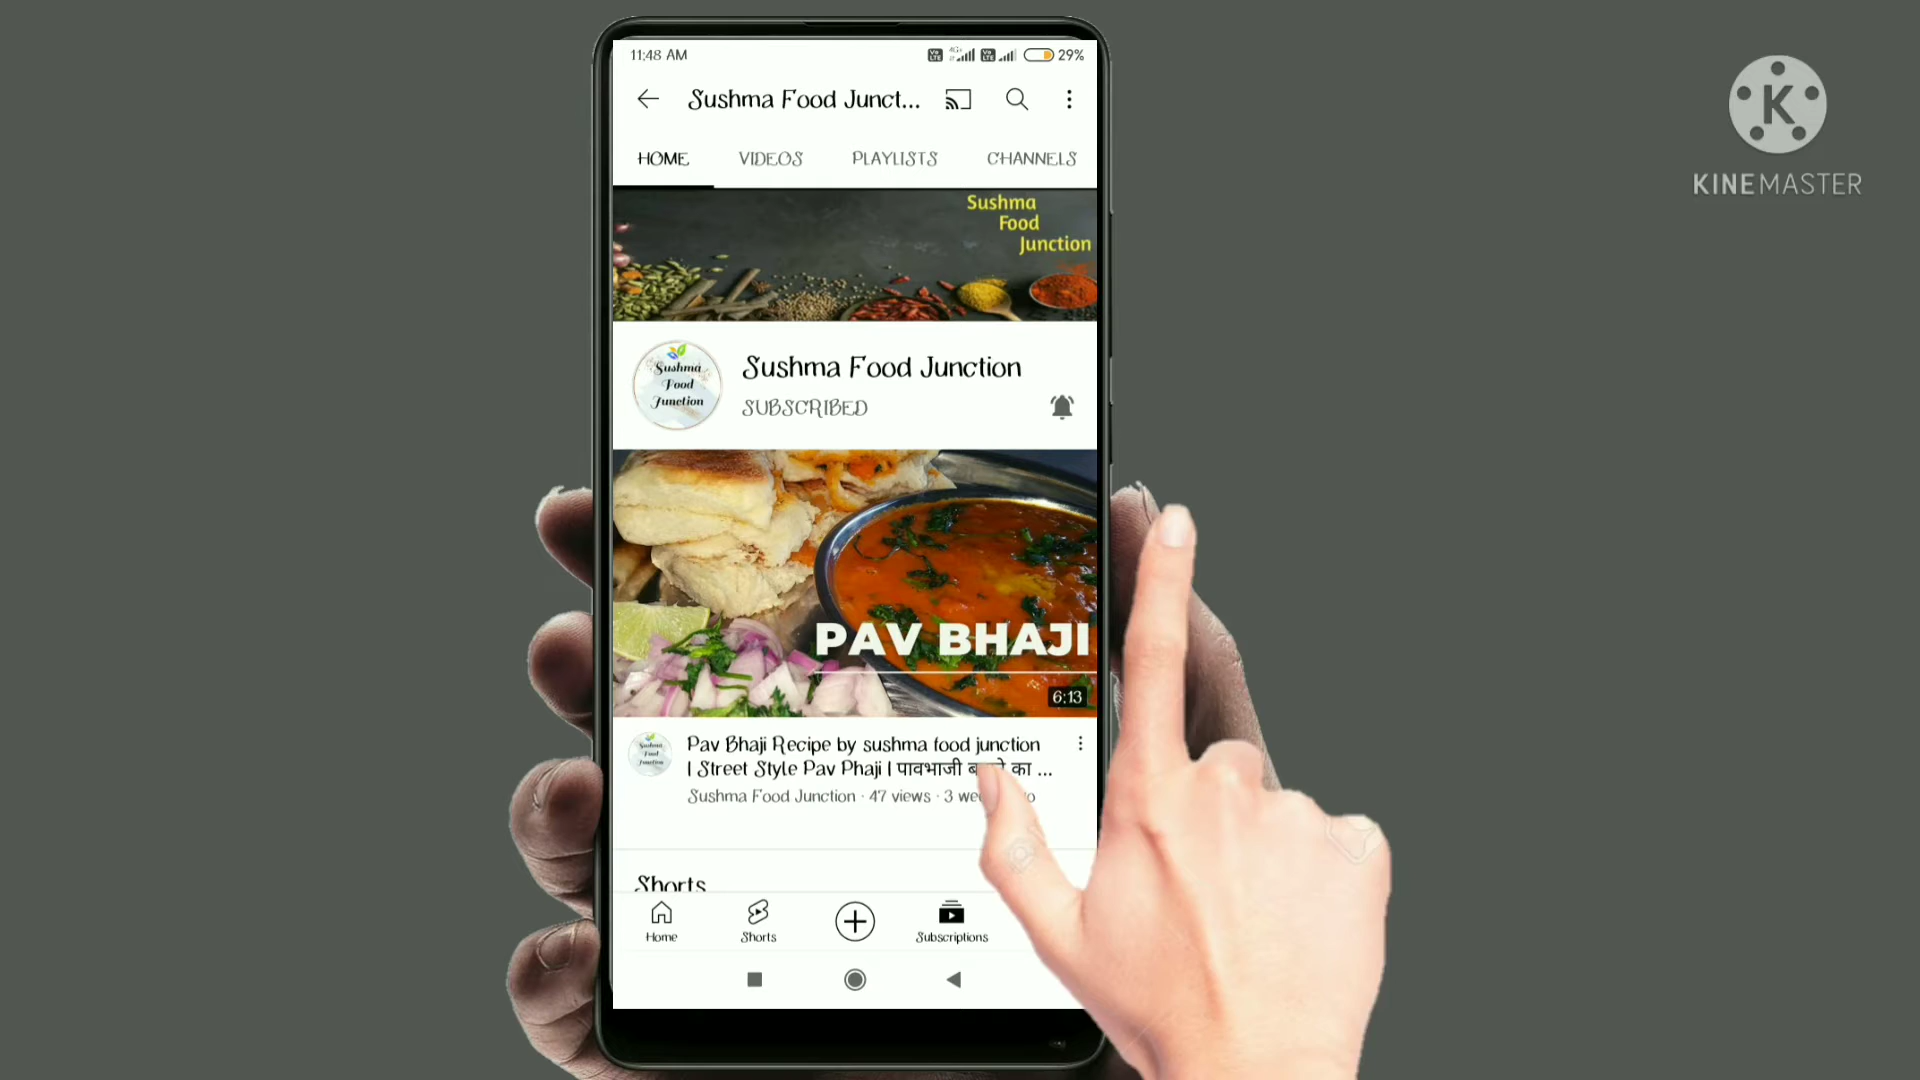 11:48 AM
29%
Sushma Food Junct...
HOME VIDEOS PLAYLISTS CHANNELS
Sushma
Food
Junction
Sushma Food Junction
SUBSCRIBED
Sushma
Food
Junction
PAV BHAJI
6:13
Pav Bhaji Recipe by sushma food junction
| Street Style Pav Phaji | पावभाजी का ...
Sushma Food Junction · 47 views · 3
Shorts
Home Shorts Subscriptions
K
KINEMASTER